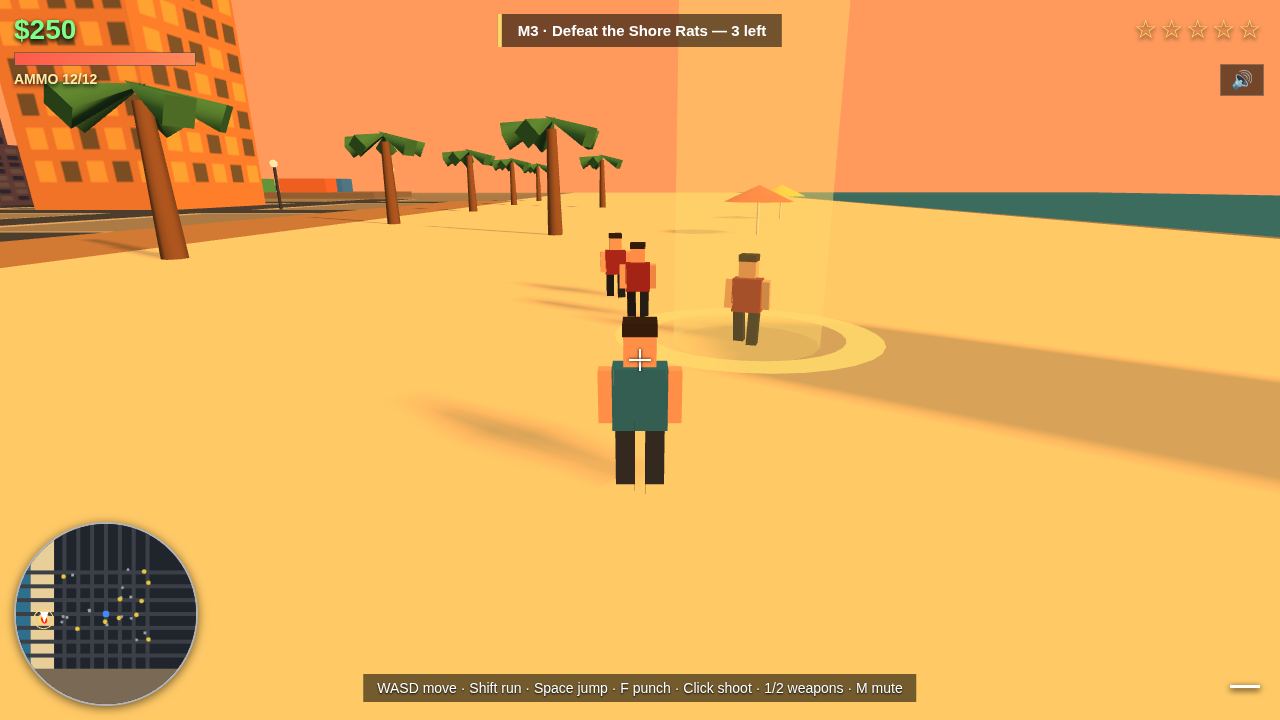 $250
M3 · Defeat the Shore Rats — 3 left
AMMO 12/12
WASD move · Shift run · Space jump · F punch · Click shoot · 1/2 weapons · M mute